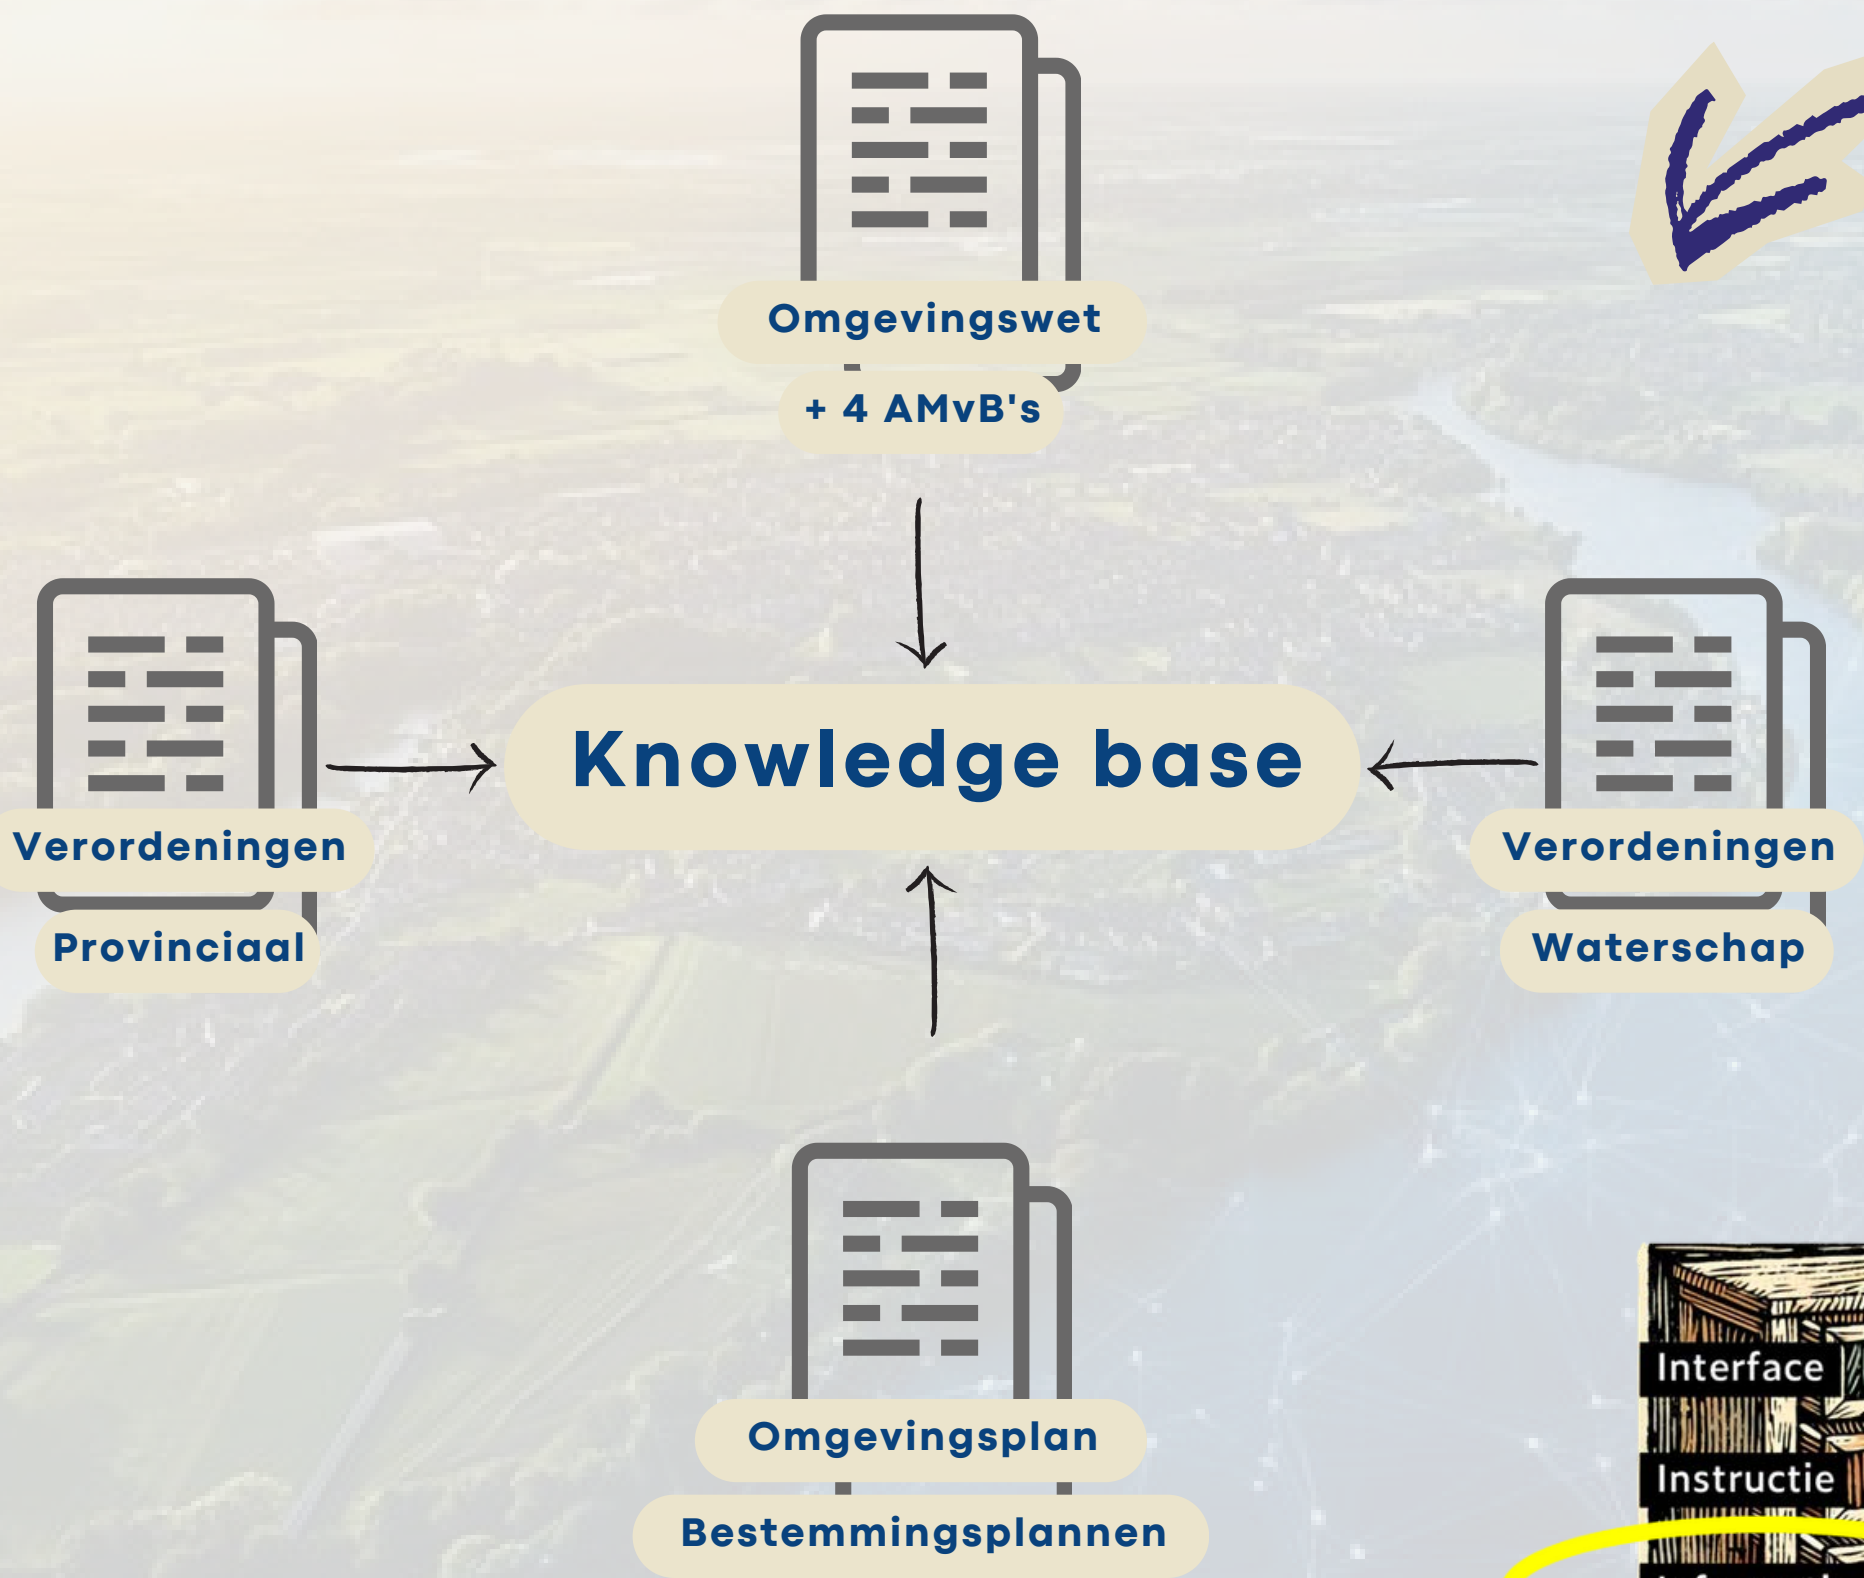 Omgevingswet
+ 4 AMvB's
Knowledge base
Verordeningen
Provinciaal
Verordeningen
Waterschap
Omgevingsplan
Bestemmingsplannen
Interface
Instructie